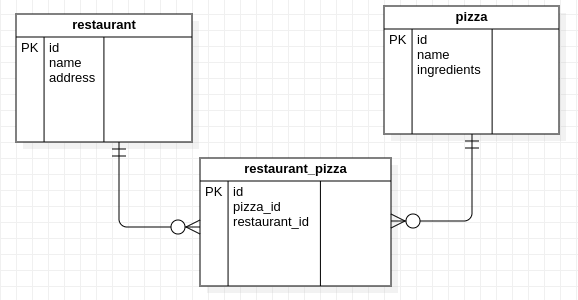 restaurant
PK id
name
address
pizza
PK id
name
ingredients
restaurant_pizza
PK id
pizza_id
restaurant_id